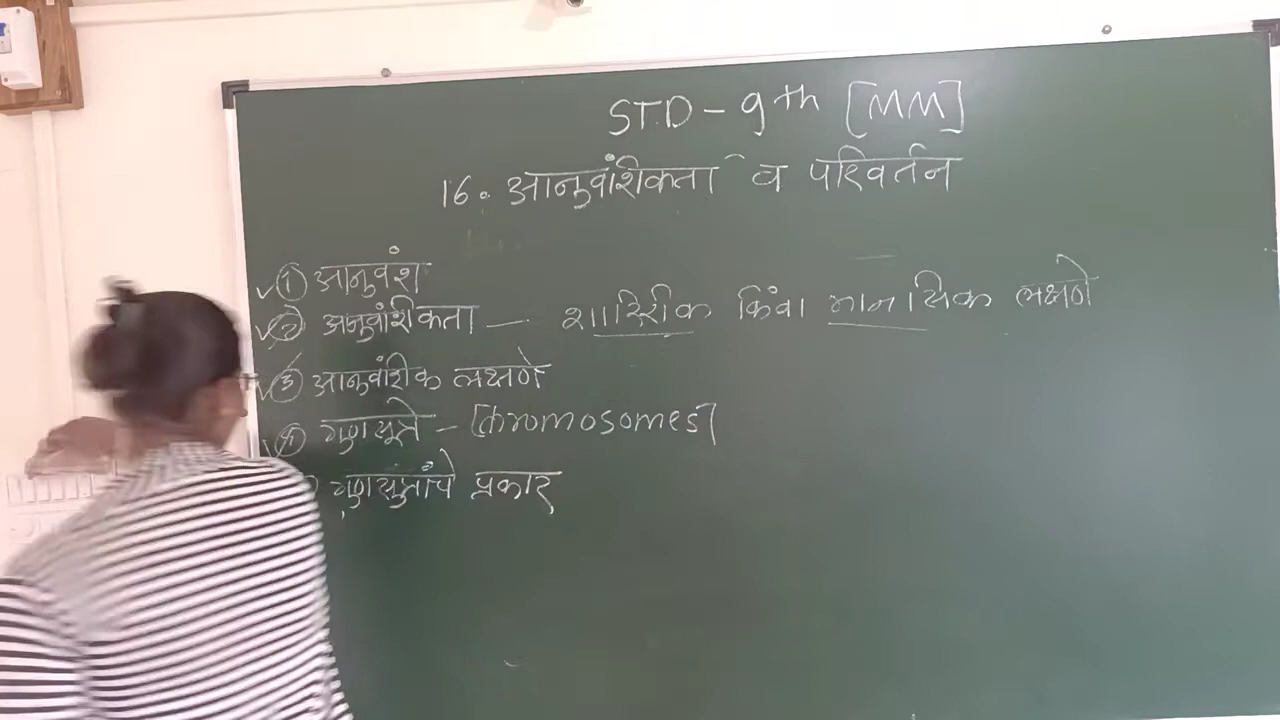 STD - 9th [MM]
16. आनुवंशिकता व परिवर्तन
① आनुवंश
② अनुवंशिकता — शारिरीक किंवा मानसिक लक्षणे
③ आनुवंशिक लक्षणे
④ गुणसूत्रे - [Chromosomes]
गुणसुत्रांचे प्रकार